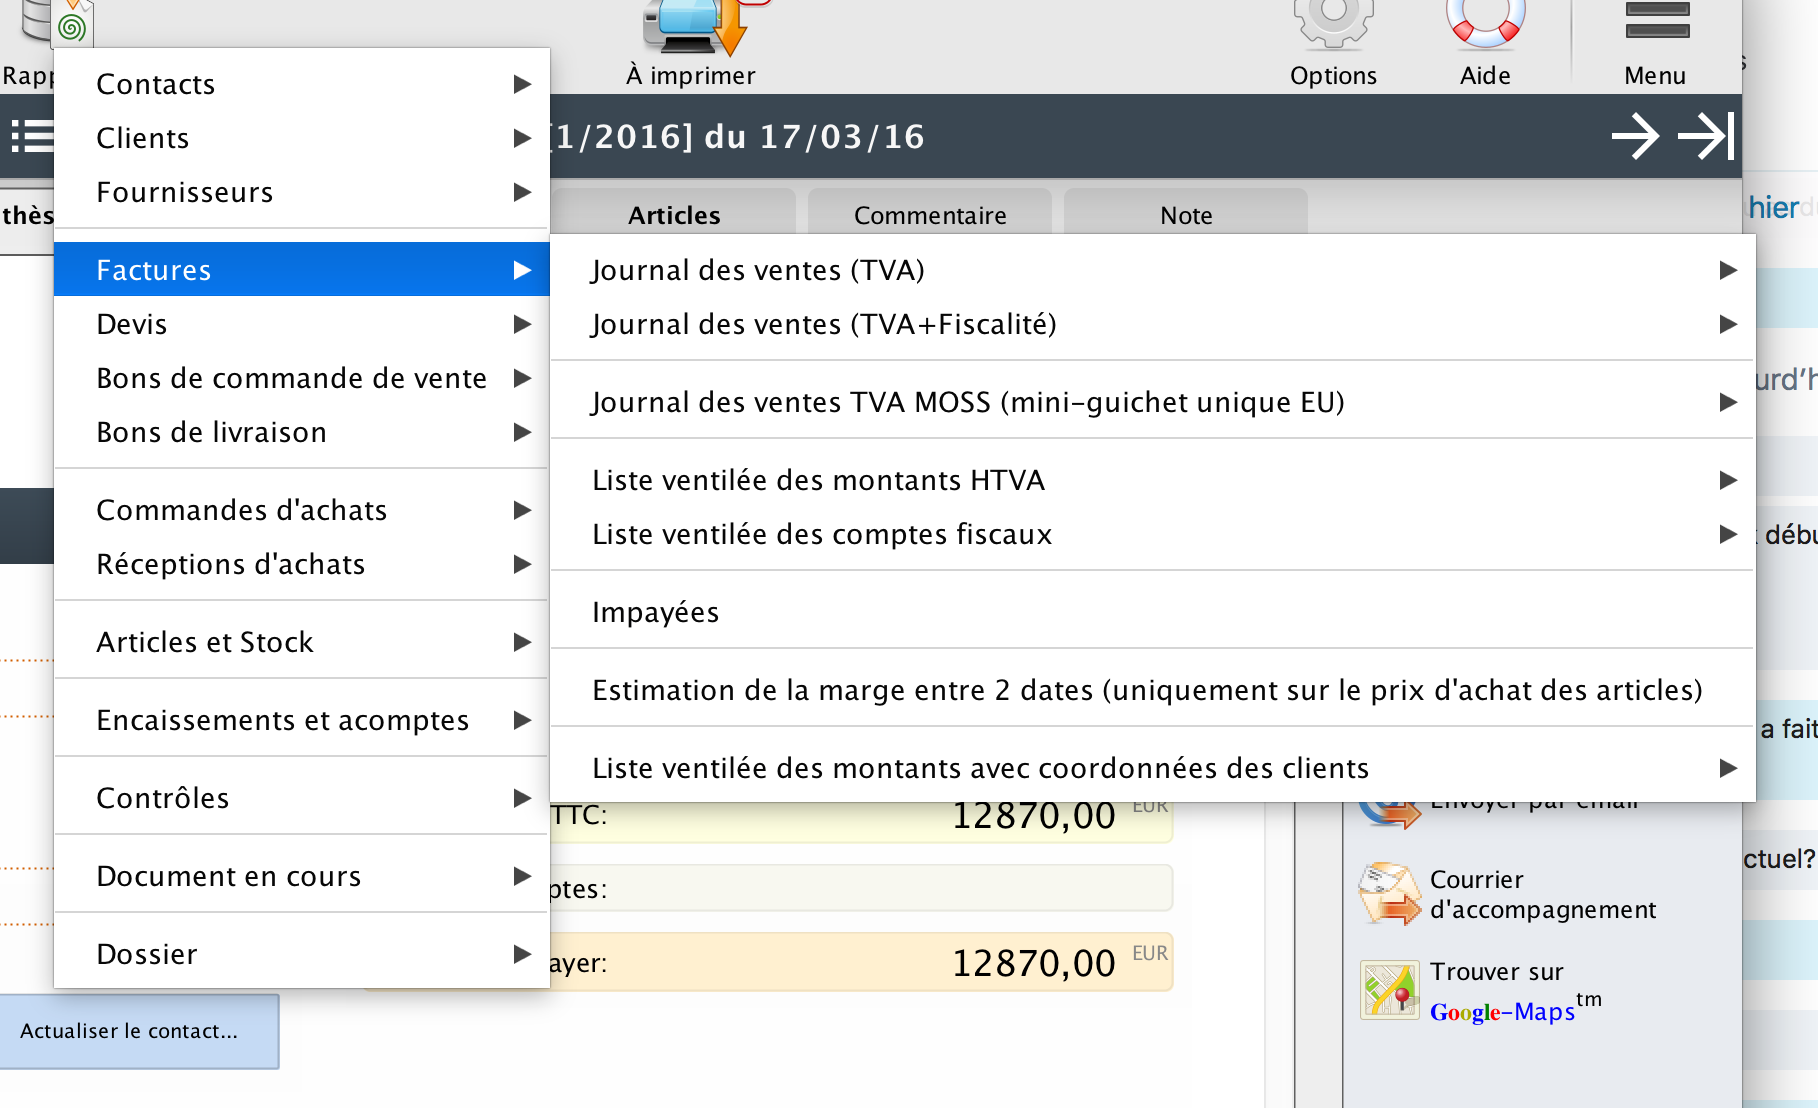 À imprimer
Options
Aide
Menu
[1/2016] du 17/03/16
Articles
Commentaire
Note
Contacts
Clients
Fournisseurs
Factures
Devis
Bons de commande de vente
Bons de livraison
Commandes d'achats
Réceptions d'achats
Articles et Stock
Encaissements et acomptes
Contrôles
Document en cours
Dossier
Journal des ventes (TVA)
Journal des ventes (TVA+Fiscalité)
Journal des ventes TVA MOSS (mini-guichet unique EU)
Liste ventilée des montants HTVA
Liste ventilée des comptes fiscaux
Impayées
Estimation de la marge entre 2 dates (uniquement sur le prix d'achat des articles)
Liste ventilée des montants avec coordonnées des clients
TTC: 12870,00 EUR
ptes:
ayer: 12870,00 EUR
Actualiser le contact...
Envoyer par email
Courrier
d'accompagnement
Trouver sur
Google-Maps™
hier
urd'h
débu
a fait
ctuel?